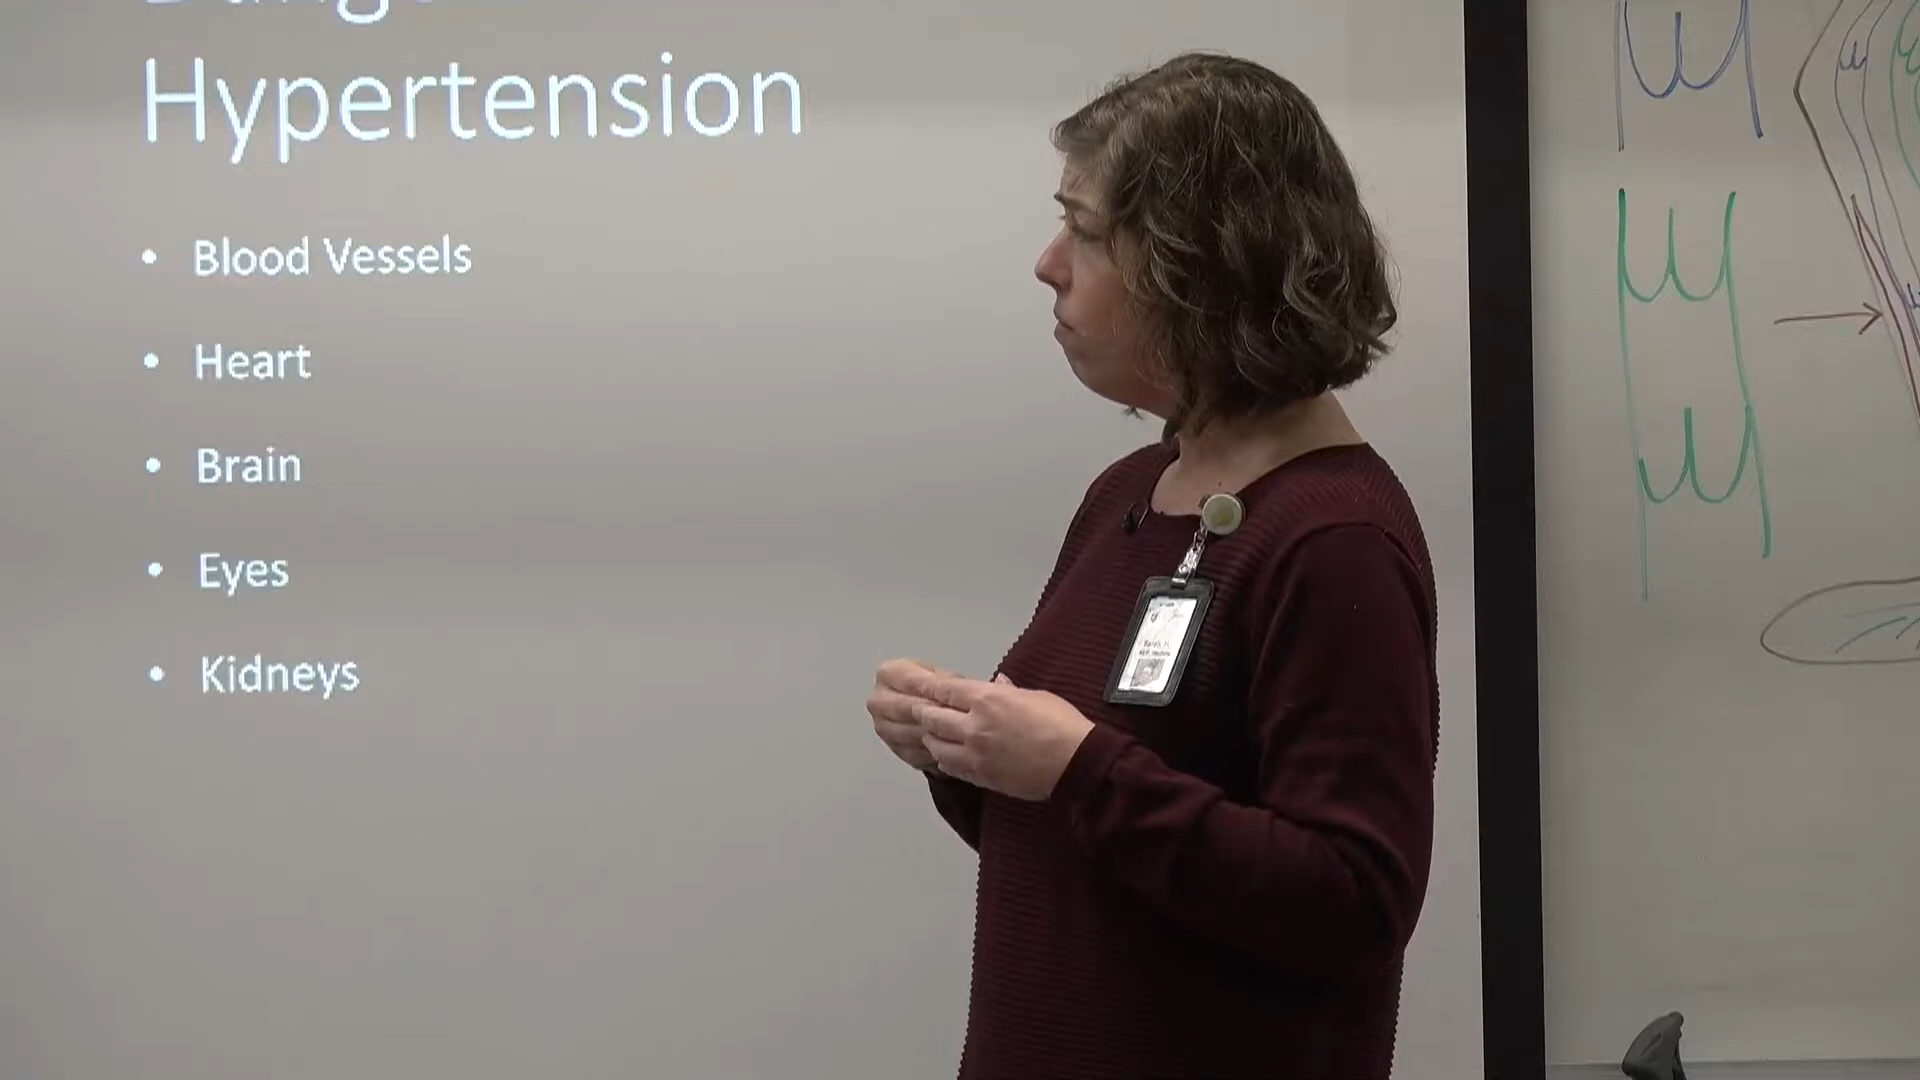 Hypertension
• Blood Vessels
• Heart
• Brain
• Eyes
• Kidneys